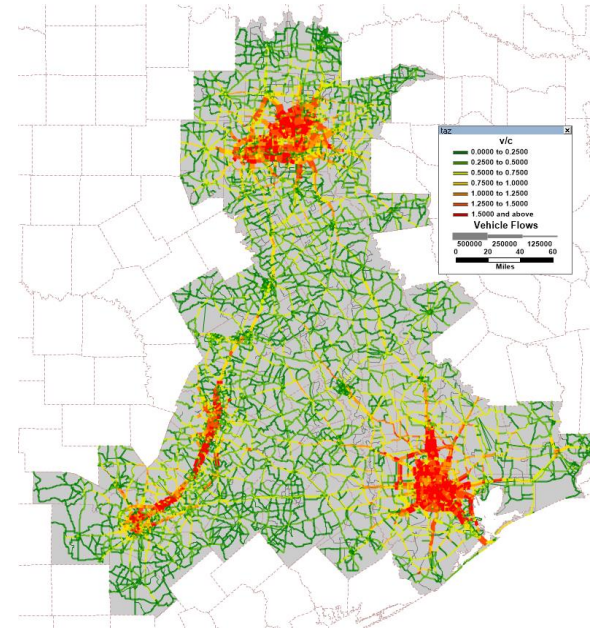 taz
v/c
0.0000 to 0.2500
0.2500 to 0.5000
0.5000 to 0.7500
0.7500 to 1.0000
1.0000 to 1.2500
1.2500 to 1.5000
1.5000 and above
Vehicle Flows
500000 250000 125000
0 20 40 60
Miles